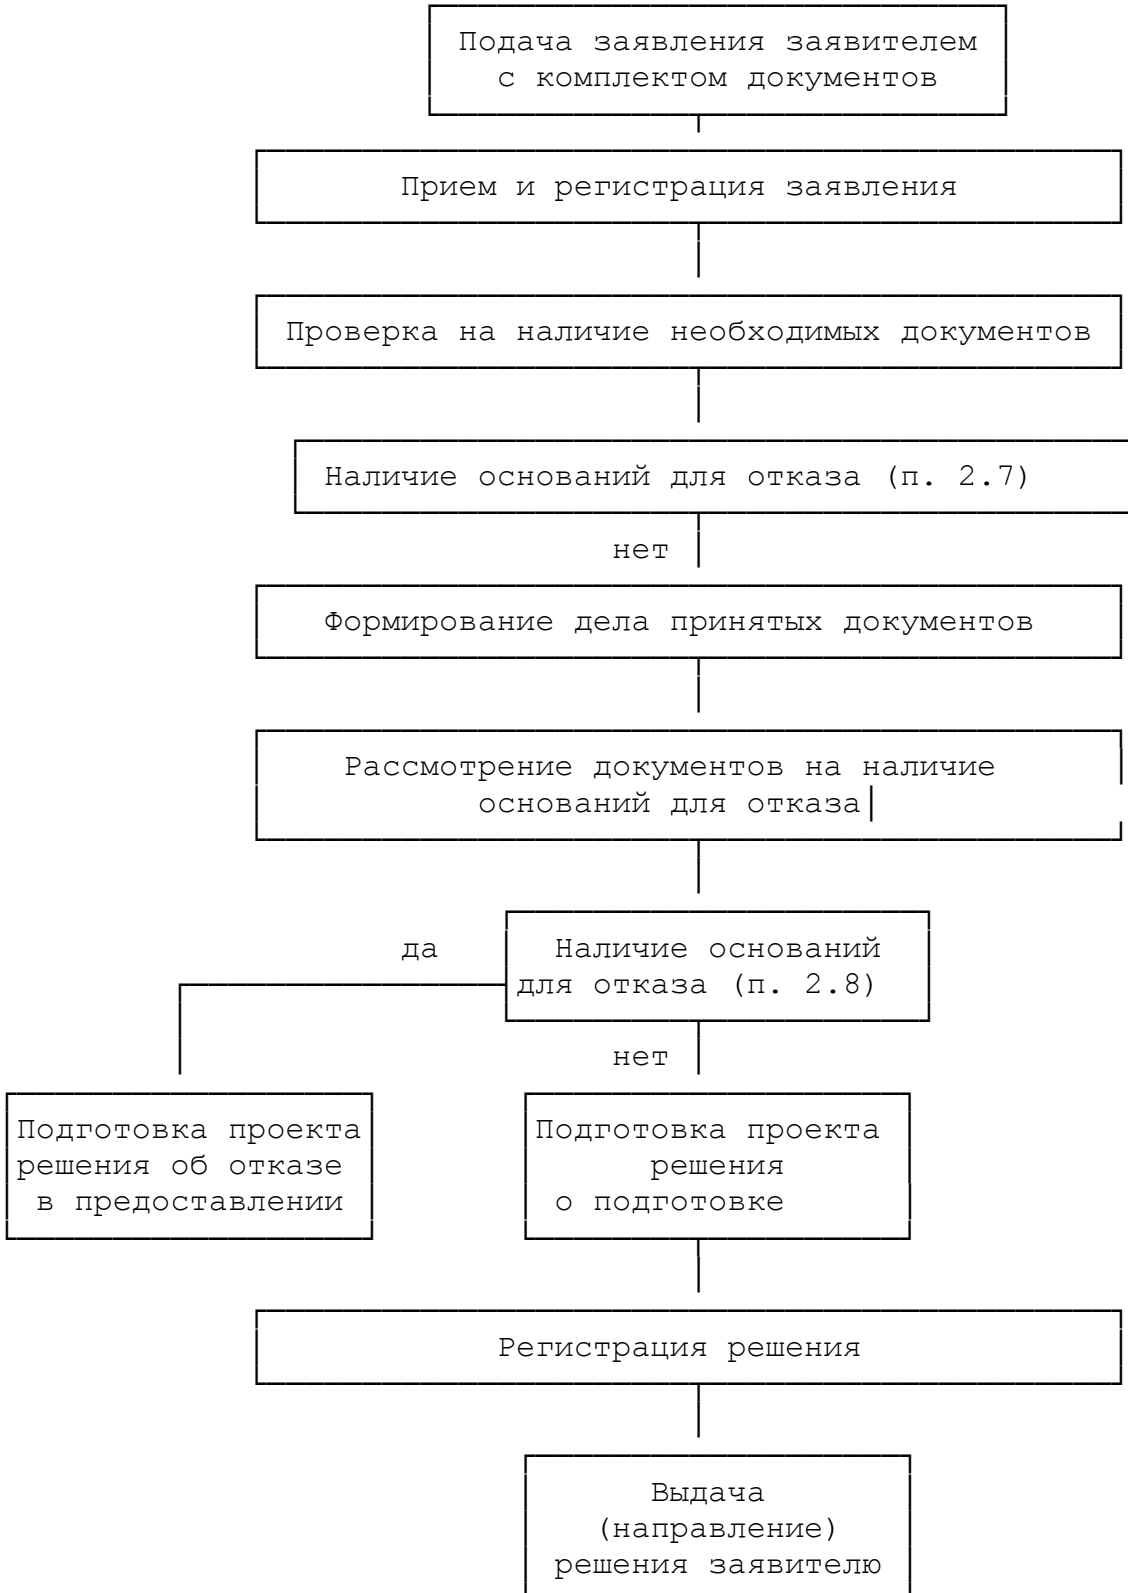 Подача заявления заявителем
с комплектом документов
Прием и регистрация заявления
Проверка на наличие необходимых документов
Наличие оснований для отказа (п. 2.7)
нет
Формирование дела принятых документов
Рассмотрение документов на наличие
оснований для отказа
да
Наличие оснований
для отказа (п. 2.8)
нет
Подготовка проекта
решения об отказе
в предоставлении
Подготовка проекта
решения
о подготовке
Регистрация решения
Выдача
(направление)
решения заявителю